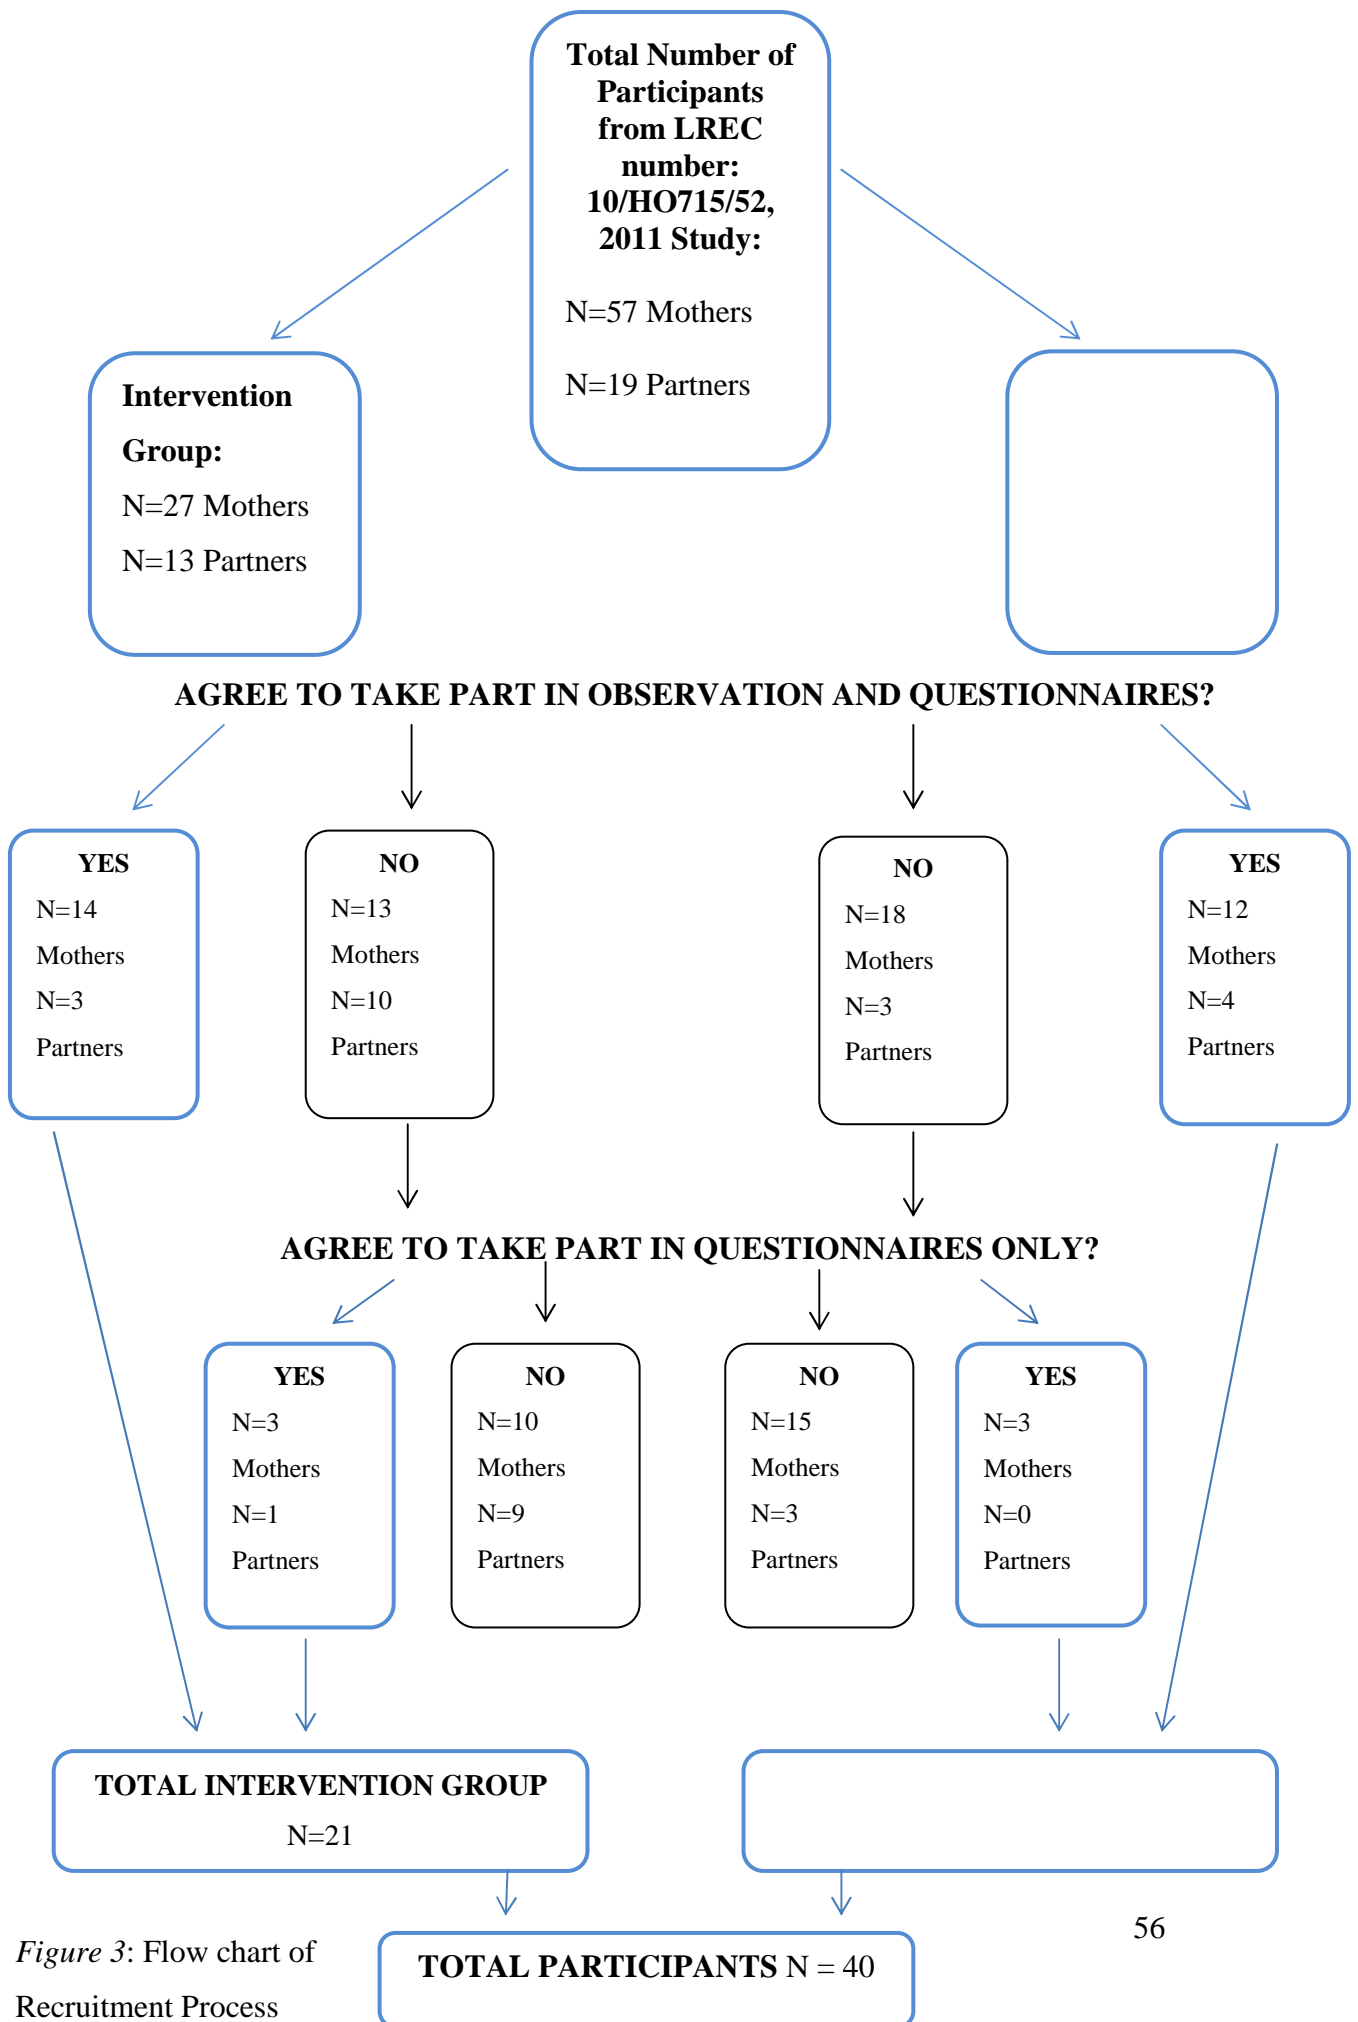 Total Number of
Participants
from LREC
number:
10/HO715/52,
2011 Study:
N=57 Mothers
N=19 Partners
Intervention
Group:
N=27 Mothers
N=13 Partners
AGREE TO TAKE PART IN OBSERVATION AND QUESTIONNAIRES?
YES
N=14
Mothers
N=3
Partners
NO
N=13
Mothers
N=10
Partners
NO
N=18
Mothers
N=3
Partners
YES
N=12
Mothers
N=4
Partners
AGREE TO TAKE PART IN QUESTIONNAIRES ONLY?
YES
N=3
Mothers
N=1
Partners
NO
N=10
Mothers
N=9
Partners
NO
N=15
Mothers
N=3
Partners
YES
N=3
Mothers
N=0
Partners
TOTAL INTERVENTION GROUP
N=21
TOTAL PARTICIPANTS N = 40
56
Figure 3: Flow chart of
Recruitment Process